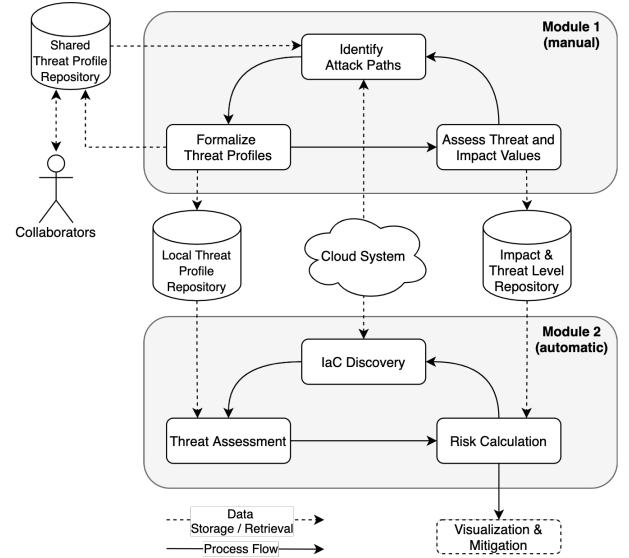 Shared
Threat Profile
Repository
Module 1
(manual)
Identify
Attack Paths
Formalize
Threat Profiles
Assess Threat and
Impact Values
Collaborators
Local Threat
Profile
Repository
Cloud System
Impact &
Threat Level
Repository
Module 2
(automatic)
IaC Discovery
Threat Assessment
Risk Calculation
Data
Storage / Retrieval
Process Flow
Visualization &
Mitigation